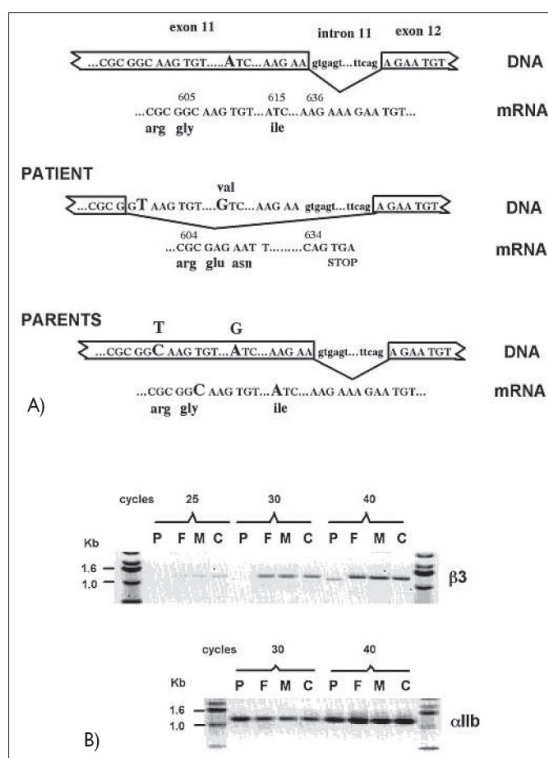 exon 11 intron 11 exon 12
...CGC GGC AAG TGT.....ATC...AAG AA gtgagt...ttcag A GAA TGT DNA
605 615 636
...CGC GGC AAG TGT...ATC...AAG AAA GAA TGT... mRNA
arg gly ile
PATIENT
val
...CGC G GT AAG TGT....GTC...AAG AA gtgagt...ttcag A GAA TGT DNA
604 634
...CGC GAG AAT T.........CAG TGA mRNA
arg glu asn STOP
PARENTS
T G
...CGC GGC AAG TGT...ATC...AAG AA gtgagt...ttcag A GAA TGT DNA
...CGC GGC AAG TGT...ATC...AAG AAA GAA TGT... mRNA
A) arg gly ile
cycles 25 30 40
Kb P F M C P F M C P F M C
1.6
1.0
β3
cycles 30 40
Kb P F M C P F M C
1.6
1.0
αIIb
B)